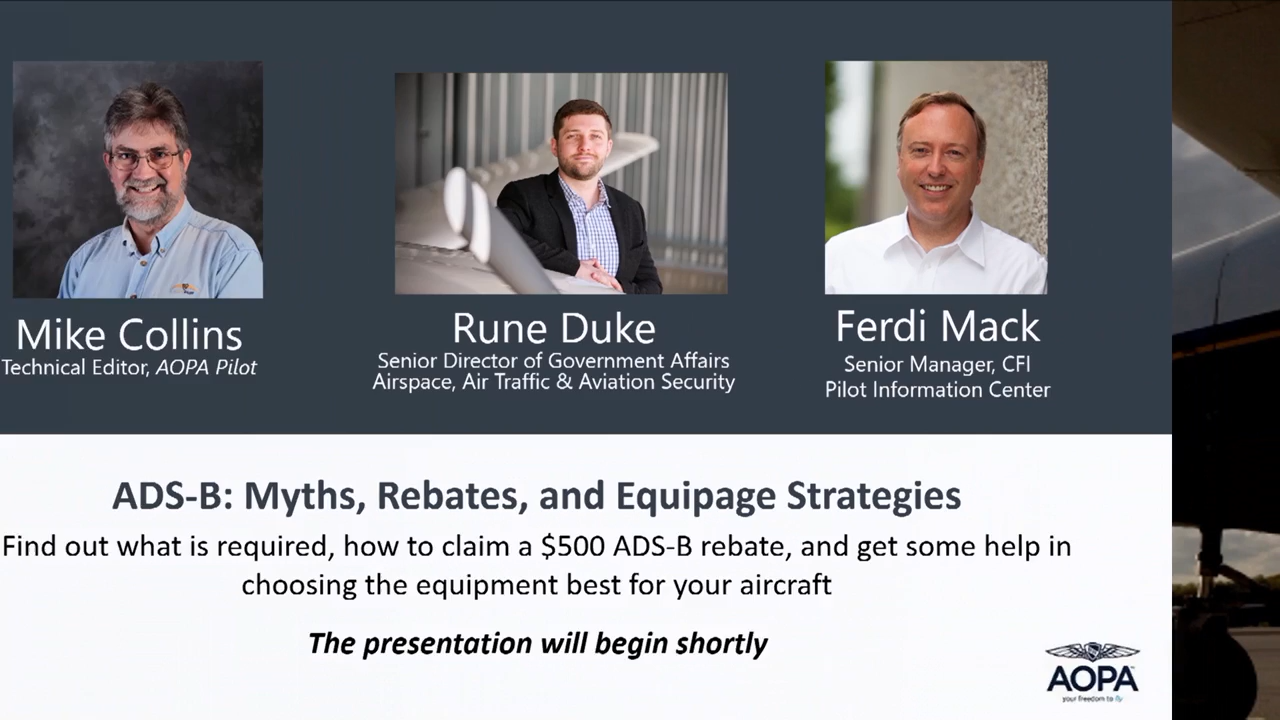 Mike Collins
Technical Editor, AOPA Pilot
Rune Duke
Senior Director of Government Affairs
Airspace, Air Traffic & Aviation Security
Ferdi Mack
Senior Manager, CFI
Pilot Information Center
ADS-B: Myths, Rebates, and Equipage Strategies
Find out what is required, how to claim a $500 ADS-B rebate, and get some help in
choosing the equipment best for your aircraft
The presentation will begin shortly
AOPA
your freedom to fly